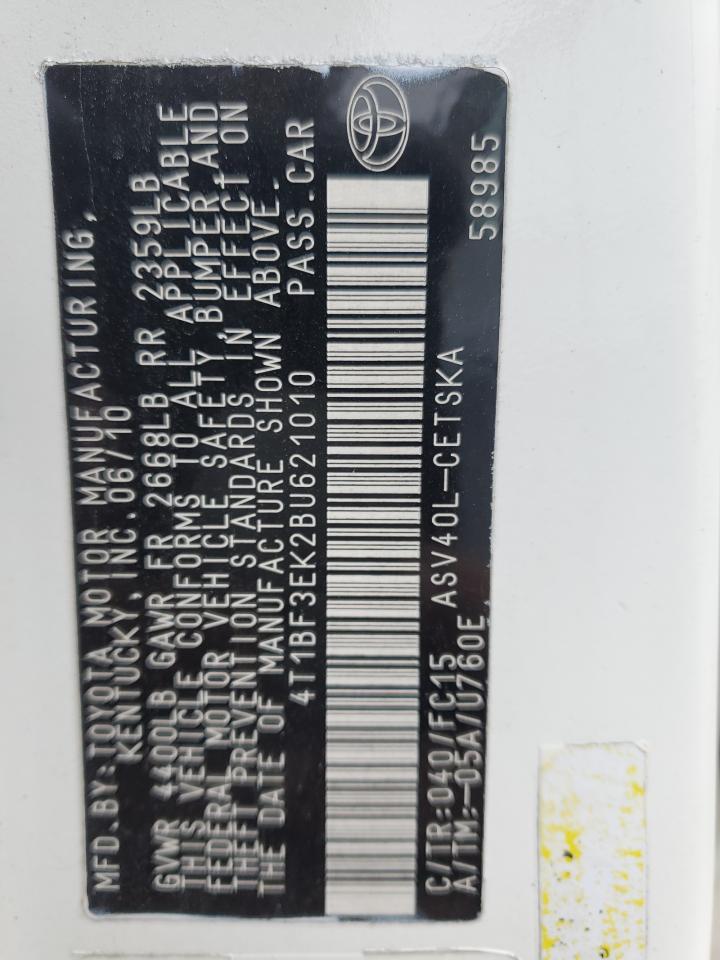 MFD.BY:TOYOTA MOTOR MANUFACTURING,
KENTUCKY,INC.06/10
GVWR 4400LB GAWR FR 2668LB RR 2359LB
THIS VEHICLE CONFORMS TO ALL APPLICABLE
FEDERAL MOTOR VEHICLE SAFETY,BUMPER,AND
THEFT PREVENTION STANDARDS IN EFFECT ON
THE DATE OF MANUFACTURE SHOWN ABOVE.
4T1BF3EK2BU621010 PASS.CAR
C/TR:040/FC15 ASV40L-CETSKA
A/TM:-05A/U760E 58985